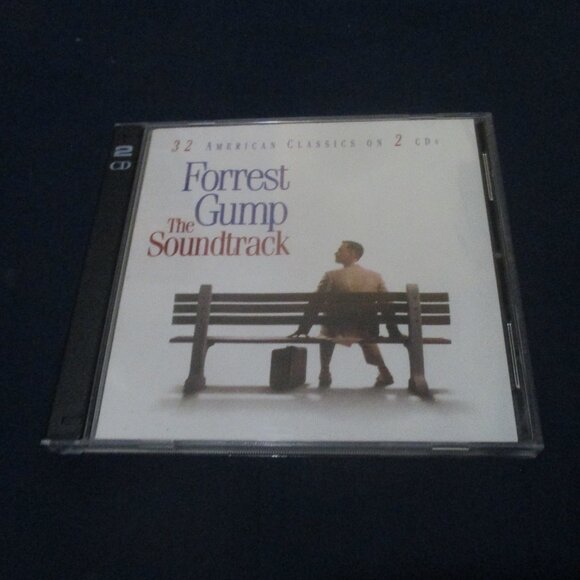 32 AMERICAN CLASSICS ON 2 CDs
Forrest
Gump
The
Soundtrack
2
CD